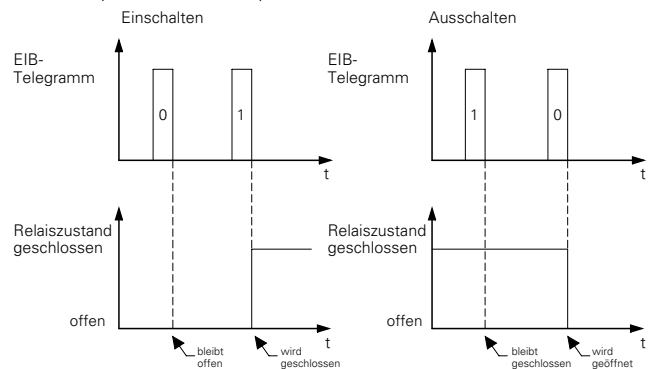 Einschalten
EIB-
Telegramm
0
1
t
Relaiszustand
geschlossen
offen
t
bleibt
offen
wird
geschlossen
Ausschalten
EIB-
Telegramm
1
0
t
Relaiszustand
geschlossen
offen
t
bleibt
geschlossen
wird
geöffnet